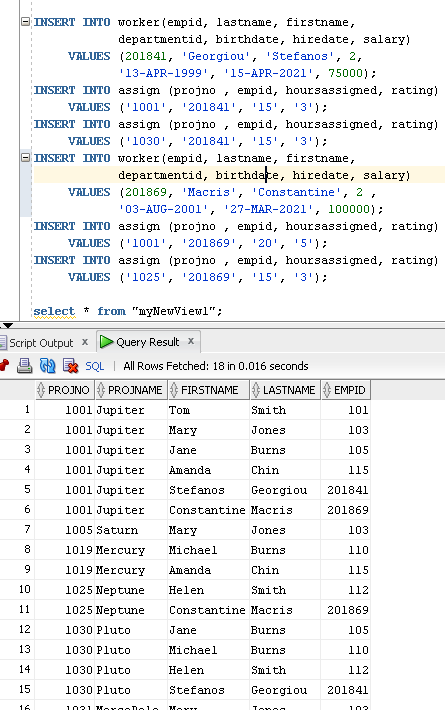 INSERT INTO worker(empid, lastname, firstname,
departmentid, birthdate, hiredate, salary)
VALUES (201841, 'Georgiou', 'Stefanos', 2,
'13-APR-1999', '15-APR-2021', 75000);
INSERT INTO assign (projno , empid, hoursassigned, rating)
VALUES ('1001', '201841', '15', '3');
INSERT INTO assign (projno , empid, hoursassigned, rating)
VALUES ('1030', '201841', '15', '3');
INSERT INTO worker(empid, lastname, firstname,
departmentid, birthdate, hiredate, salary)
VALUES (201869, 'Macris', 'Constantine', 2 ,
'03-AUG-2001', '27-MAR-2021', 100000);
INSERT INTO assign (projno , empid, hoursassigned, rating)
VALUES ('1001', '201869', '20', '5');
INSERT INTO assign (projno , empid, hoursassigned, rating)
VALUES ('1025', '201869', '15', '3');
select * from "myNewView1";
Script Output x Query Result x
SQL | All Rows Fetched: 18 in 0.016 seconds
PROJNO PROJNAME FIRSTNAME LASTNAME EMPID
1 1001 Jupiter Tom Smith 101
2 1001 Jupiter Mary Jones 103
3 1001 Jupiter Jane Burns 105
4 1001 Jupiter Amanda Chin 115
5 1001 Jupiter Stefanos Georgiou 201841
6 1001 Jupiter Constantine Macris 201869
7 1005 Saturn Mary Jones 103
8 1019 Mercury Michael Burns 110
9 1019 Mercury Amanda Chin 115
10 1025 Neptune Helen Smith 112
11 1025 Neptune Constantine Macris 201869
12 1030 Pluto Jane Burns 105
13 1030 Pluto Michael Burns 110
14 1030 Pluto Helen Smith 112
15 1030 Pluto Stefanos Georgiou 201841
16 1031 Mary Jones 103